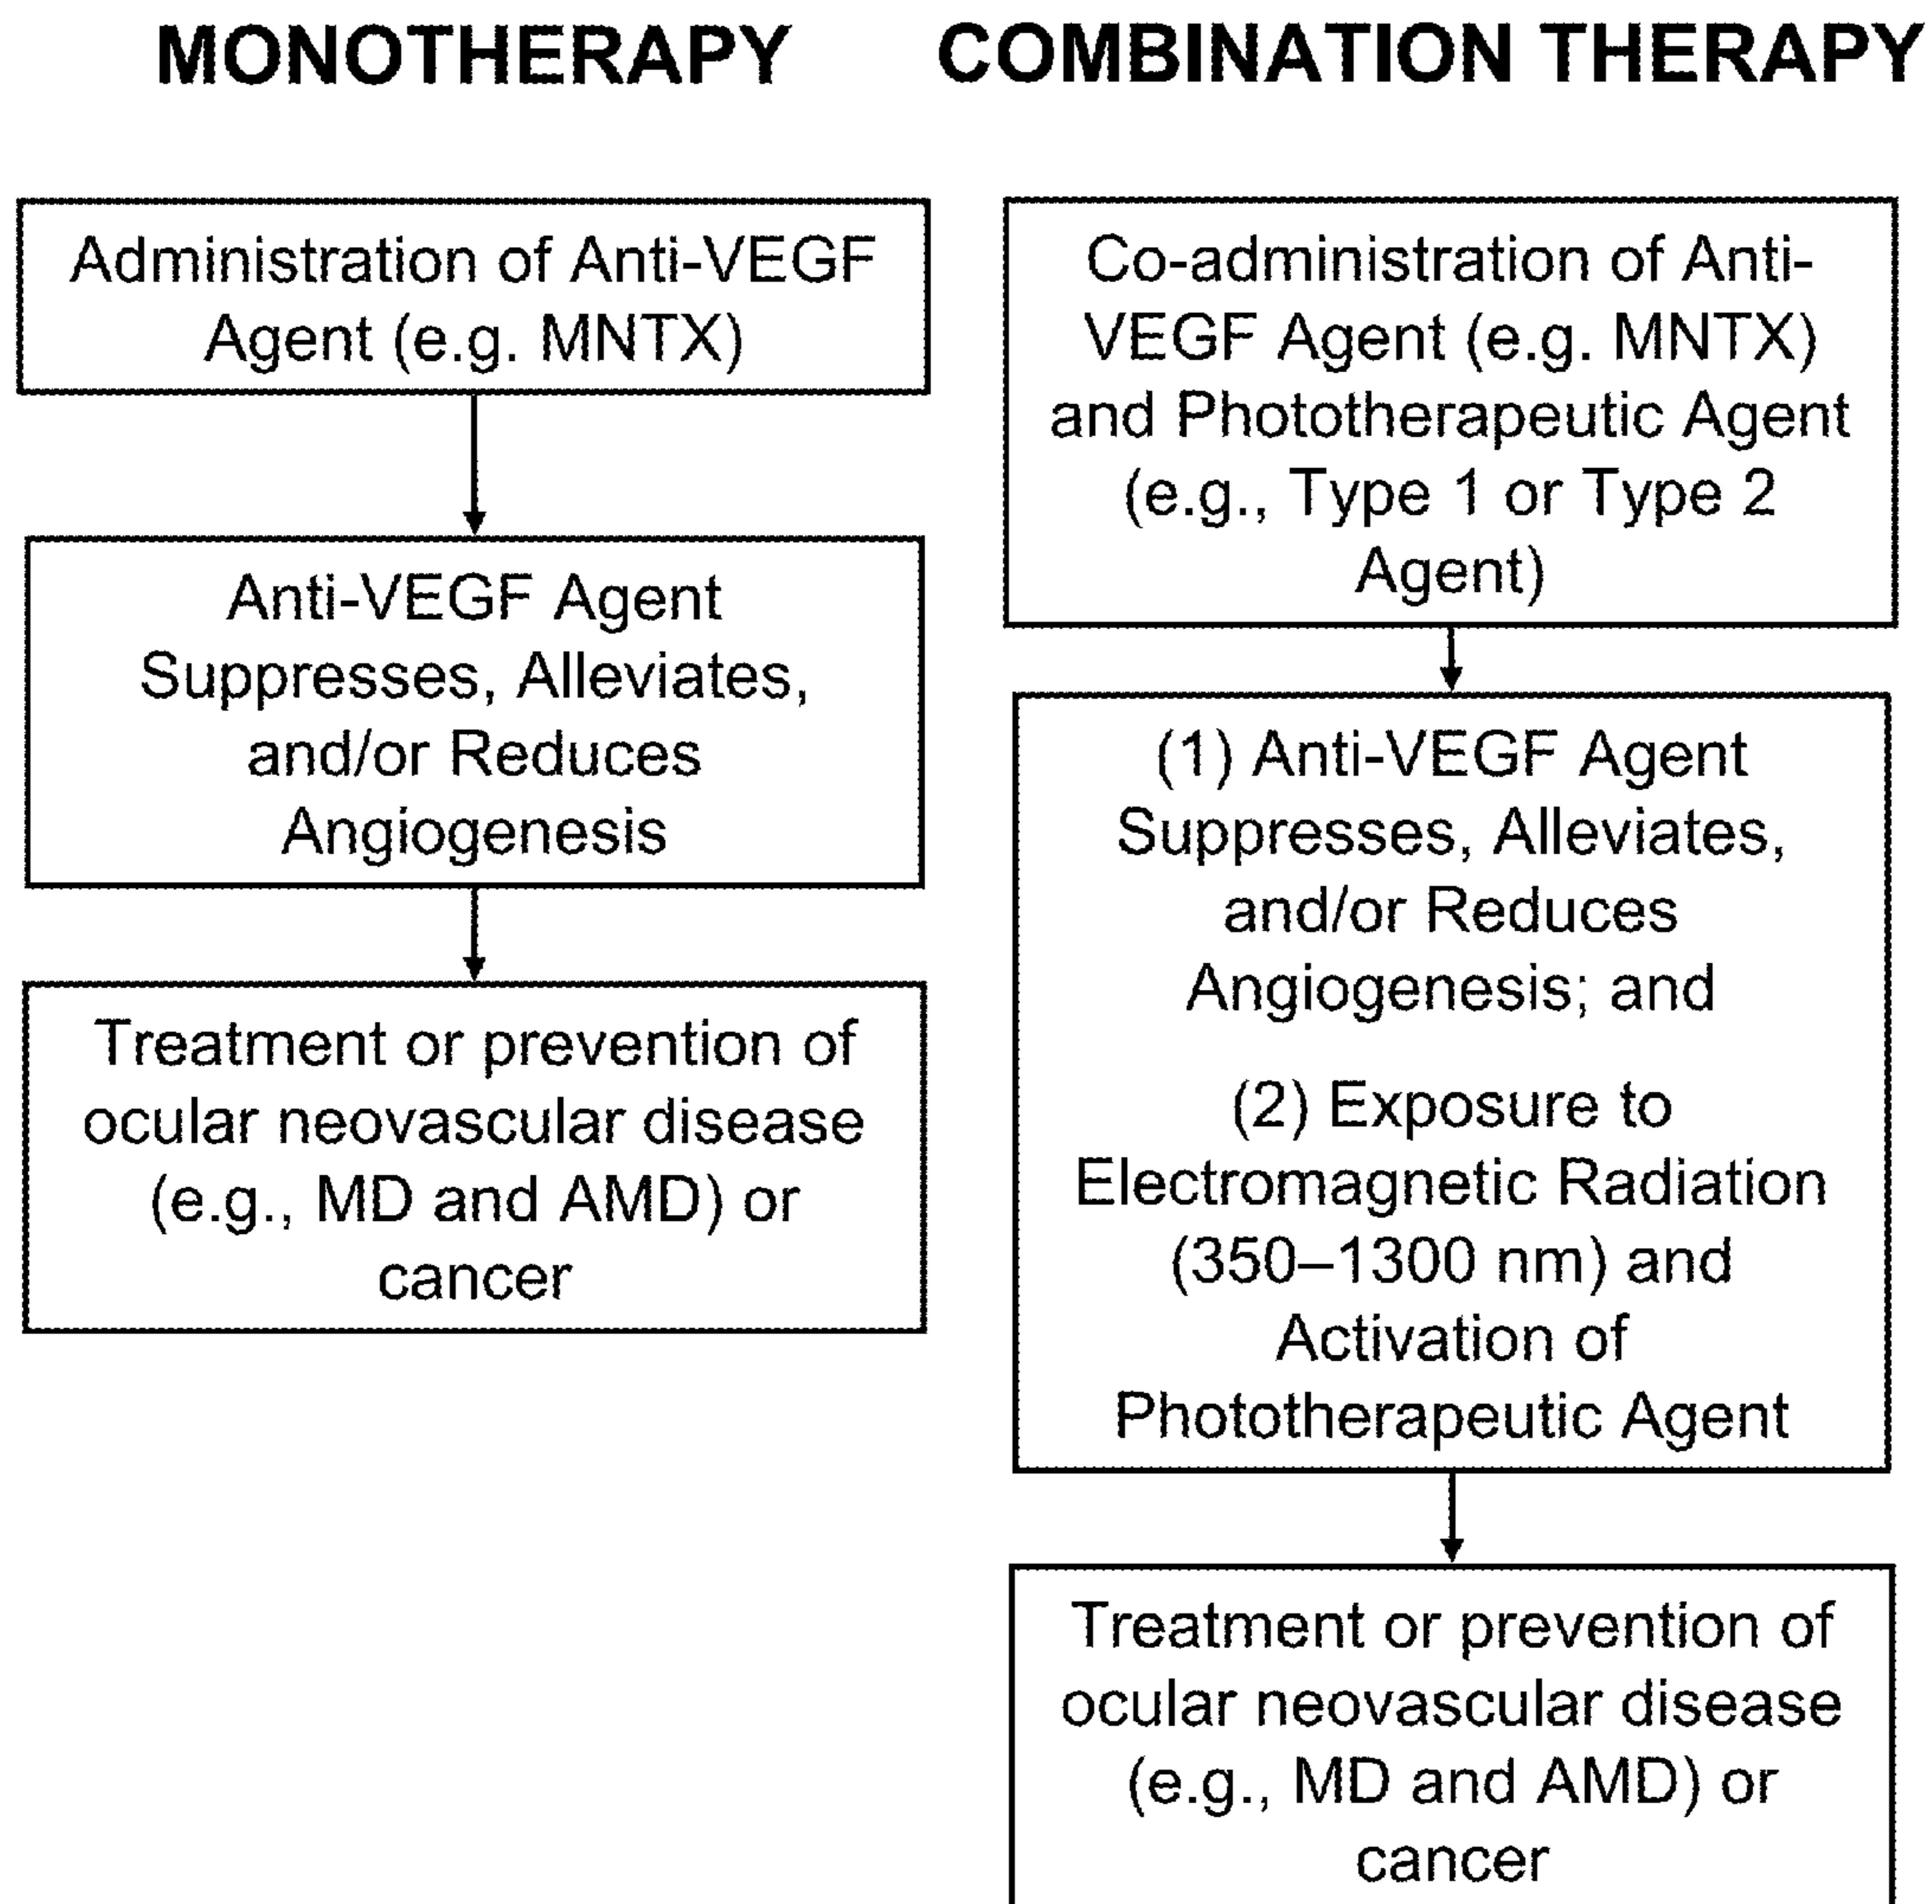 MONOTHERAPY
Administration of Anti-VEGF
Agent (e.g. MNTX)
Anti-VEGF Agent
Suppresses, Alleviates,
and/or Reduces
Angiogenesis
Treatment or prevention of
ocular neovascular disease
(e.g., MD and AMD) or
cancer
COMBINATION THERAPY
Co-administration of Anti-
VEGF Agent (e.g. MNTX)
and Phototherapeutic Agent
(e.g., Type 1 or Type 2
Agent)
(1) Anti-VEGF Agent
Suppresses, Alleviates,
and/or Reduces
Angiogenesis; and
(2) Exposure to
Electromagnetic Radiation
(350–1300 nm) and
Activation of
Phototherapeutic Agent
Treatment or prevention of
ocular neovascular disease
(e.g., MD and AMD) or
cancer